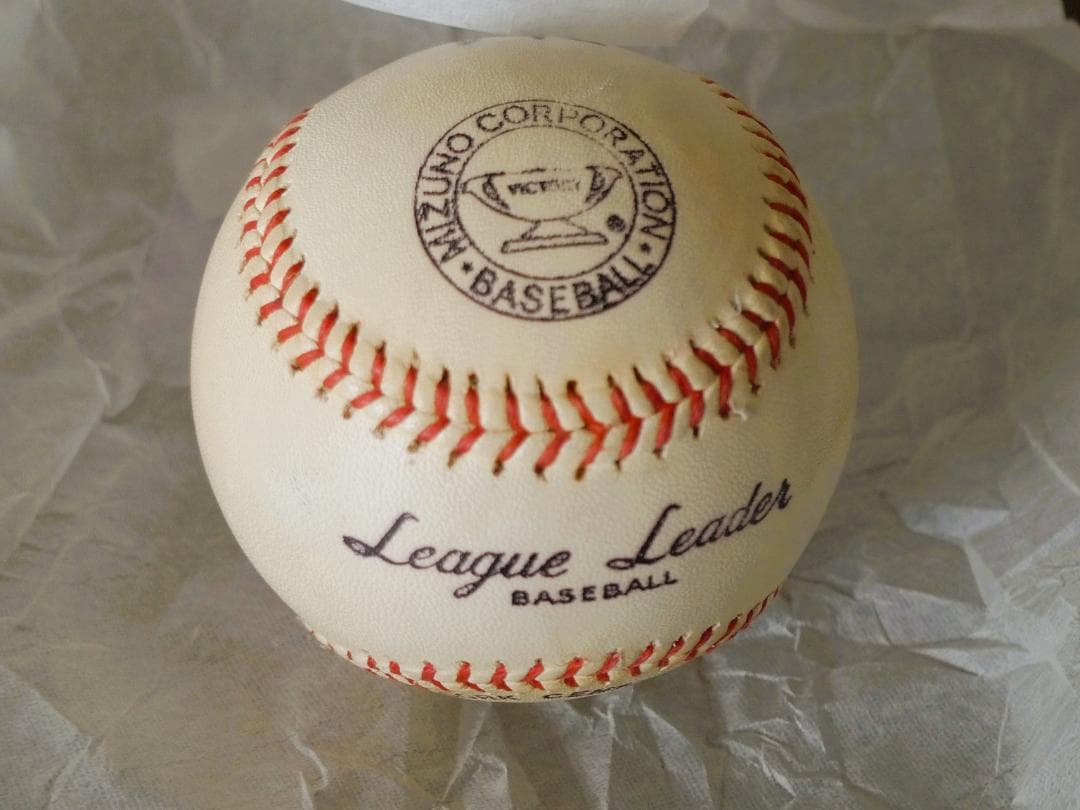 MIZUNO CORPORATION
VICTORY
®
• BASEBALL •
League Leader
BASEBALL